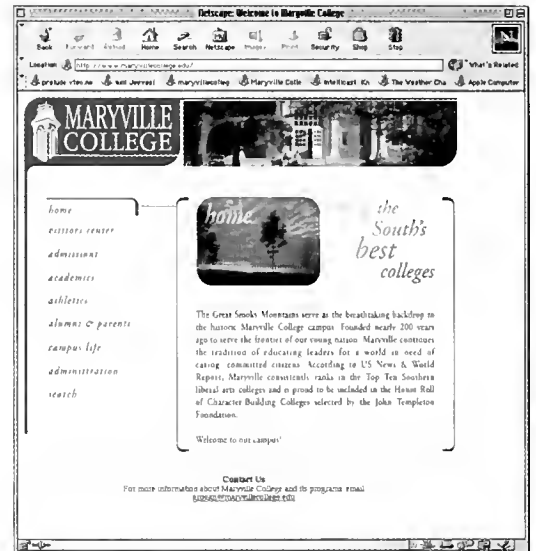 Netscape: Welcome to Maryville College
Back Forward Reload Home Search Netscape Images Print Security Shop Stop
N
Location: http://www.maryvillecollege.edu/ What's Related
Maryville Colle The Weather Cha Apple Computer
MARYVILLE
COLLEGE
home
visitors center
admissions
academics
athletics
alumni & parents
campus life
administration
search
home
the
South's
best
colleges
The Great Smoky Mountains serve as the breathtaking backdrop to
the historic Maryville College campus. Founded nearly 200 years
ago to serve the frontier of our young nation. Maryville continues
the tradition of educating leaders for a world in need of
caring, committed citizens. According to US News & World
Report, Maryville consistently ranks in the Top Ten Southern
liberal arts colleges and is proud to be included in the Honor Roll
of Character-Building Colleges selected by the John Templeton
Foundation.
Welcome to our campus!
Contact Us
For more information about Maryville College and its programs email